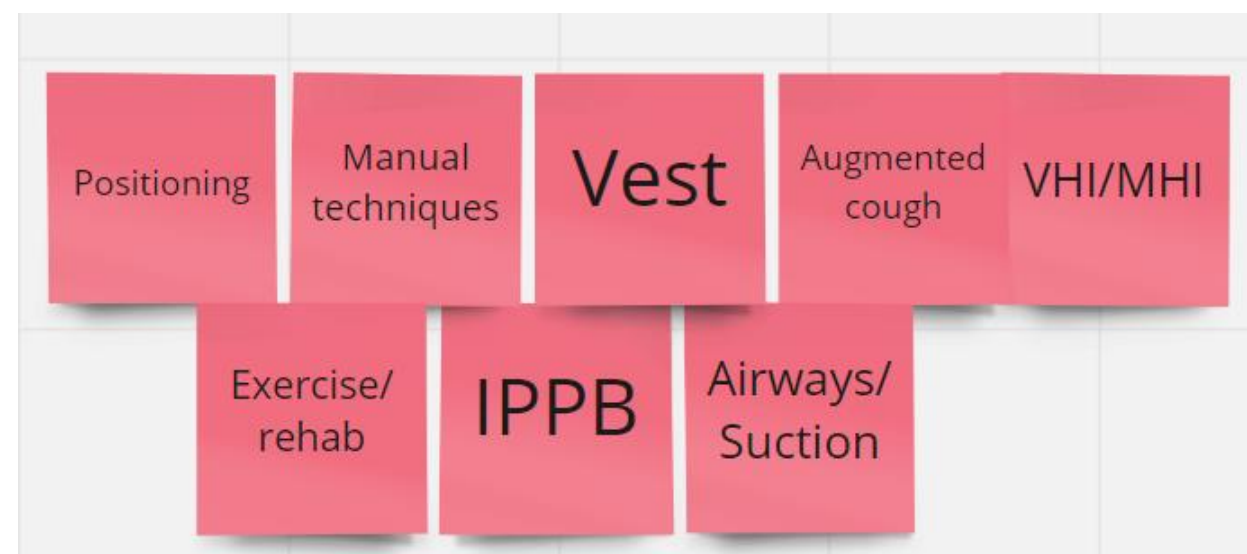 Positioning
Manual
techniques
Vest
Augmented
cough
VHI/MHI
Exercise/
rehab
IPPB
Airways/
Suction